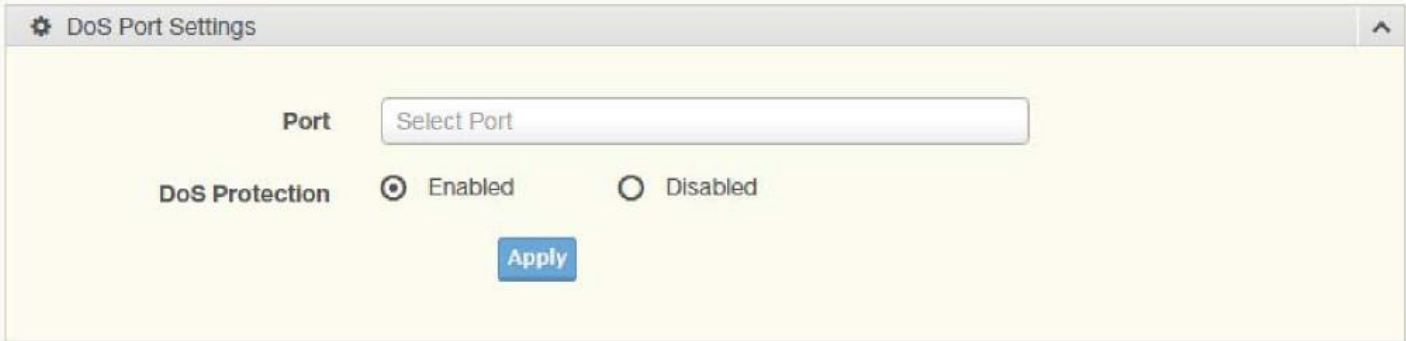 DoS Port Settings
Port Select Port
DoS Protection Enabled Disabled
Apply